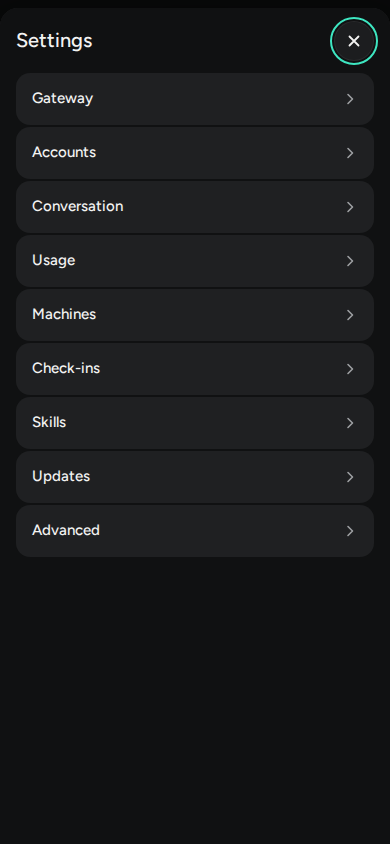 Settings
Gateway
Accounts
Conversation
Usage
Machines
Check-ins
Skills
Updates
Advanced